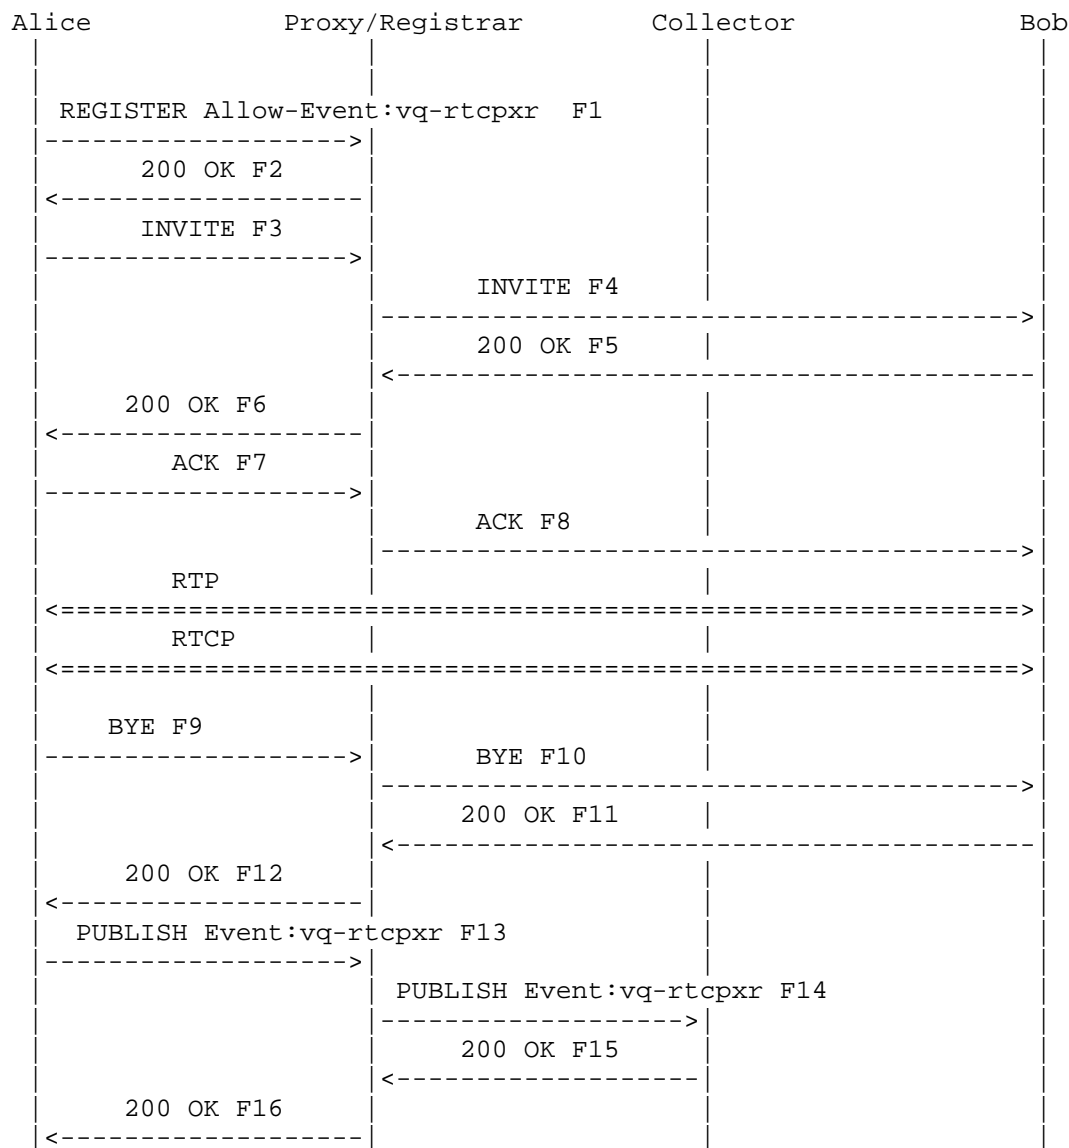 Alice Proxy/Registrar Collector Bob
REGISTER Allow-Event:vq-rtcpxr F1
200 OK F2
INVITE F3
INVITE F4
200 OK F5
200 OK F6
ACK F7
ACK F8
RTP
RTCP
BYE F9
BYE F10
200 OK F11
200 OK F12
PUBLISH Event:vq-rtcpxr F13
PUBLISH Event:vq-rtcpxr F14
200 OK F15
200 OK F16